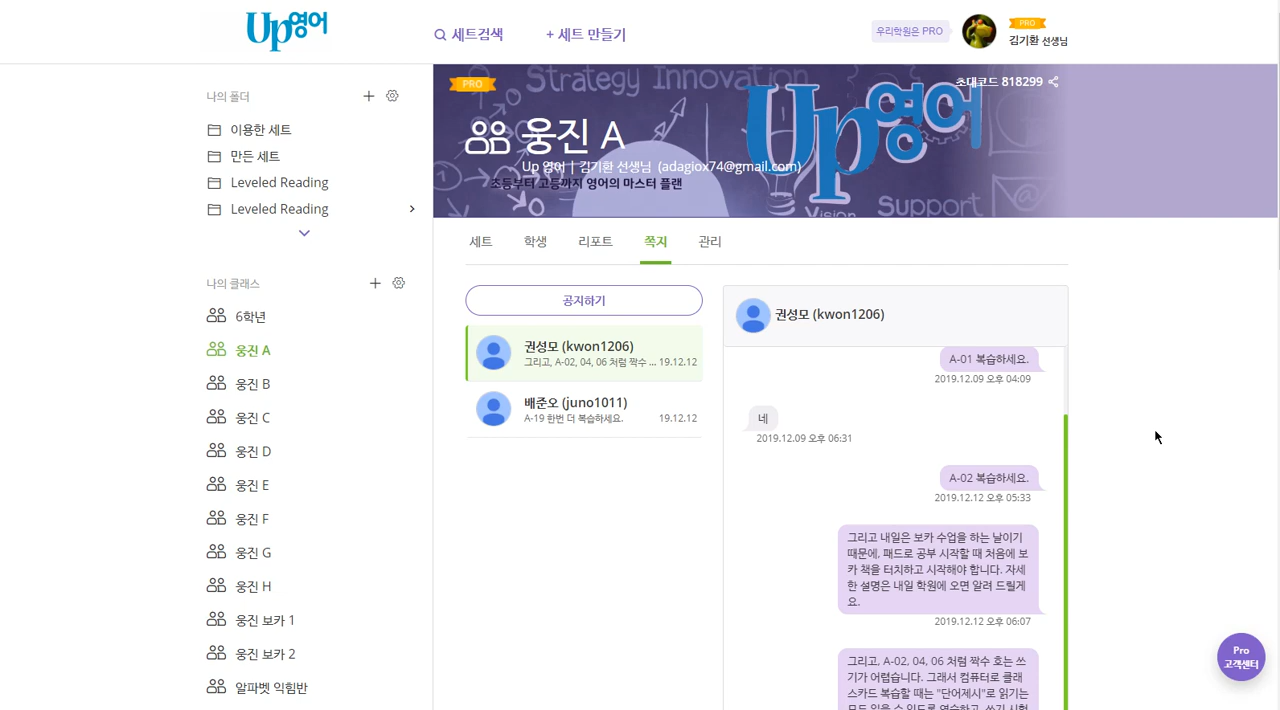 Up영어
세트검색
+ 세트 만들기
우리학원은 PRO
PRO
김기환 선생님
나의 폴더
이용한 세트
만든 세트
Leveled Reading
Leveled Reading
나의 클래스
6학년
웅진 A
웅진 B
웅진 C
웅진 D
웅진 E
웅진 F
웅진 G
웅진 H
웅진 보카 1
웅진 보카 2
알파벳 익힘반
PRO
Strategy Innovation
초대코드 818299
Up영어
웅진 A
Up 영어 | 김기환 선생님 (adagiox74@gmail.com)
초등부터 고등까지 영어의 마스터 플랜
Vision
Support
세트
학생
리포트
쪽지
관리
공지하기
권성모 (kwon1206)
그리고, A-02, 04, 06 처럼 짝수 ... 19.12.12
배준오 (juno1011)
A-19 한번 더 복습하세요. 19.12.12
권성모 (kwon1206)
A-01 복습하세요.
2019.12.09 오후 04:09
네
2019.12.09 오후 06:31
A-02 복습하세요.
2019.12.12 오후 05:33
그리고 내일은 보카 수업을 하는 날이기
때문에, 패드로 공부 시작할 때 처음에 보
카 책을 터치하고 시작해야 합니다. 자세
한 설명은 내일 학원에 오면 알려 드릴게
요.
2019.12.12 오후 06:07
그리고, A-02, 04, 06 처럼 짝수 호는 쓰
기가 어렵습니다. 그래서 컴퓨터로 클래
스카드 복습할 때는 "단어제시"로 읽기는
Pro
고객센터